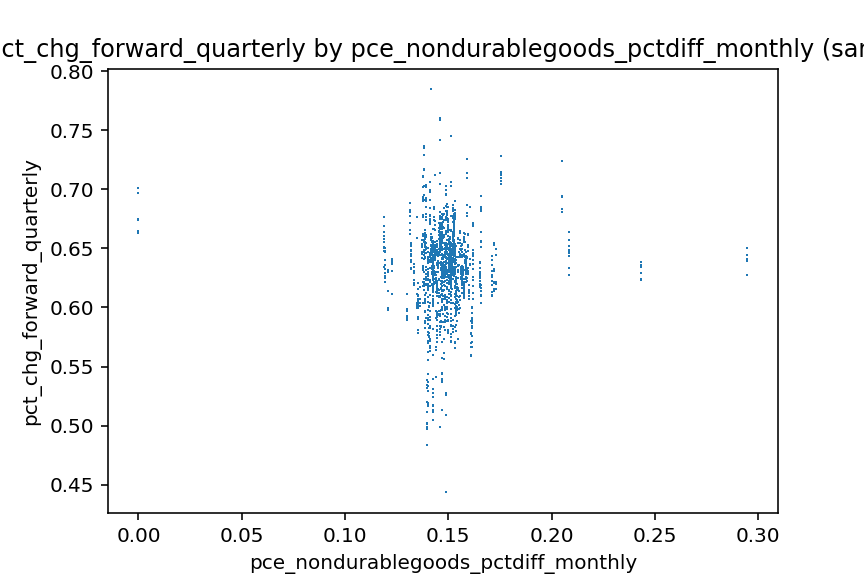 ct_chg_forward_quarterly by pce_nondurablegoods_pctdiff_monthly (sar
0.80
0.75
0.70
0.65
0.60
0.55
0.50
0.45
pct_chg_forward_quarterly
0.00 0.05 0.10 0.15 0.20 0.25 0.30
pce_nondurablegoods_pctdiff_monthly